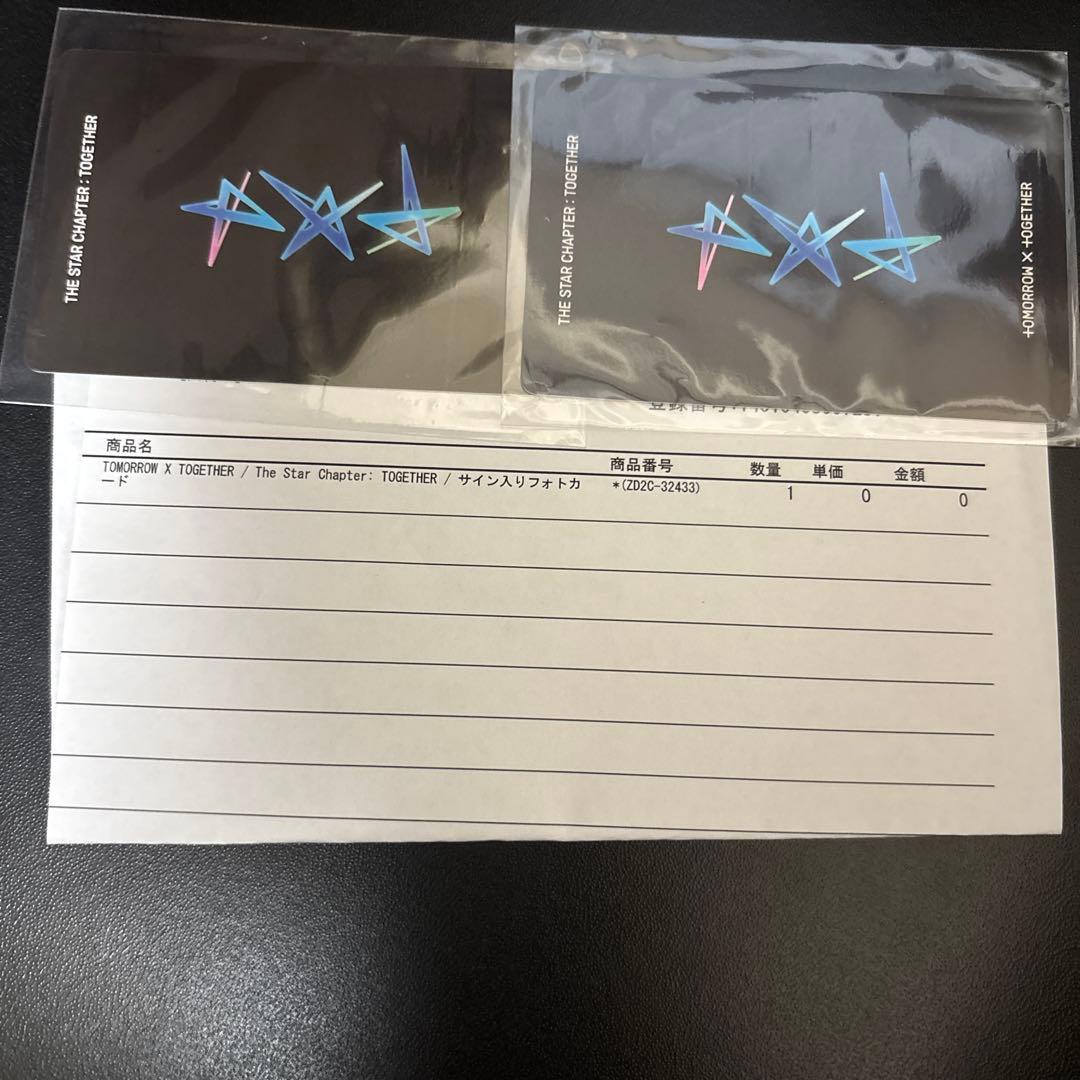 THE STAR CHAPTER : TOGETHER
THE STAR CHAPTER : TOGETHER
TOMORROW X TOGETHER
商品名 商品番号 数量 単価 金額
TOMORROW X TOGETHER / The Star Chapter: TOGETHER / サイン入りフォトカ *(ZD2C-32433) 1 0 0
ード